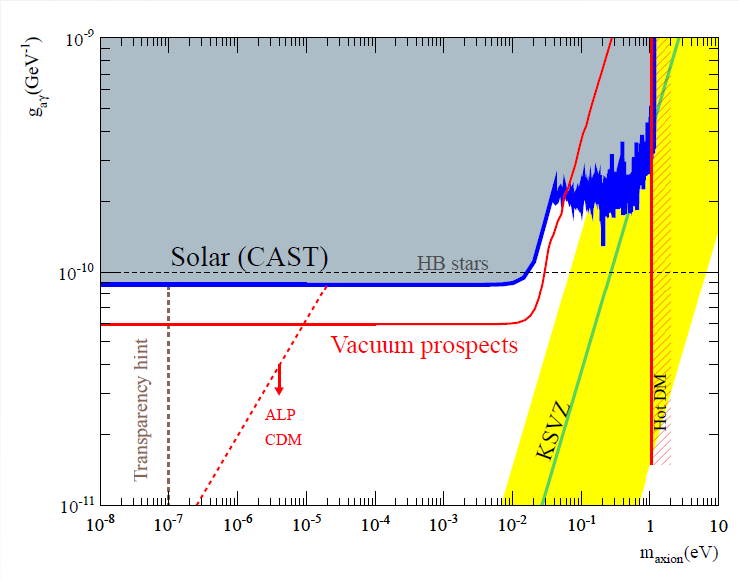 g_aγ(GeV⁻¹)
10⁻⁹
10⁻¹⁰
10⁻¹¹
Solar (CAST)
HB stars
Vacuum prospects
Transparency hint
ALP
CDM
KSVZ
Hot DM
10⁻⁸ 10⁻⁷ 10⁻⁶ 10⁻⁵ 10⁻⁴ 10⁻³ 10⁻² 10⁻¹ 1 10
m_axion(eV)